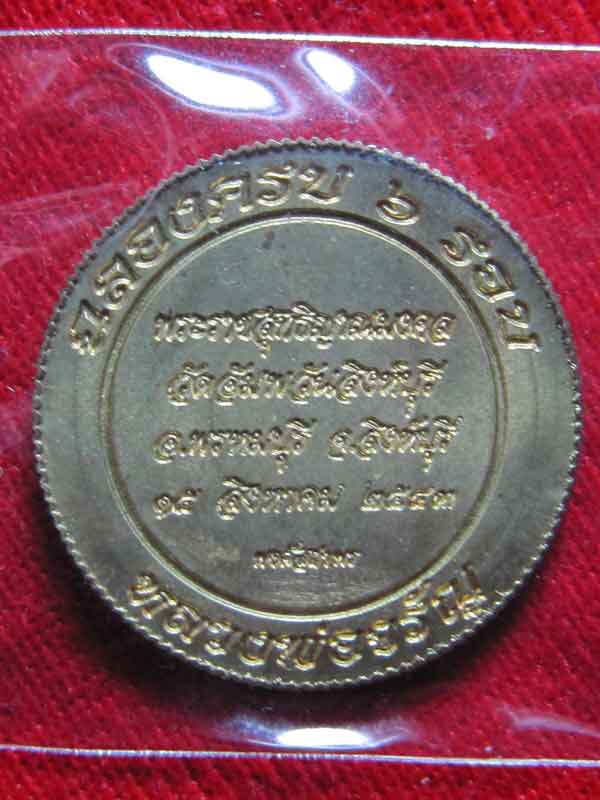 ฉลองครบ ๖ รอบ
พระราชสุทธิญาณมงคล
วัดอัมพวันสิงห์บุรี
อ.พรหมบุรี จ.สิงห์บุรี
๑๕ สิงหาคม ๒๕๔๓
หลวงพ่อจรัญ